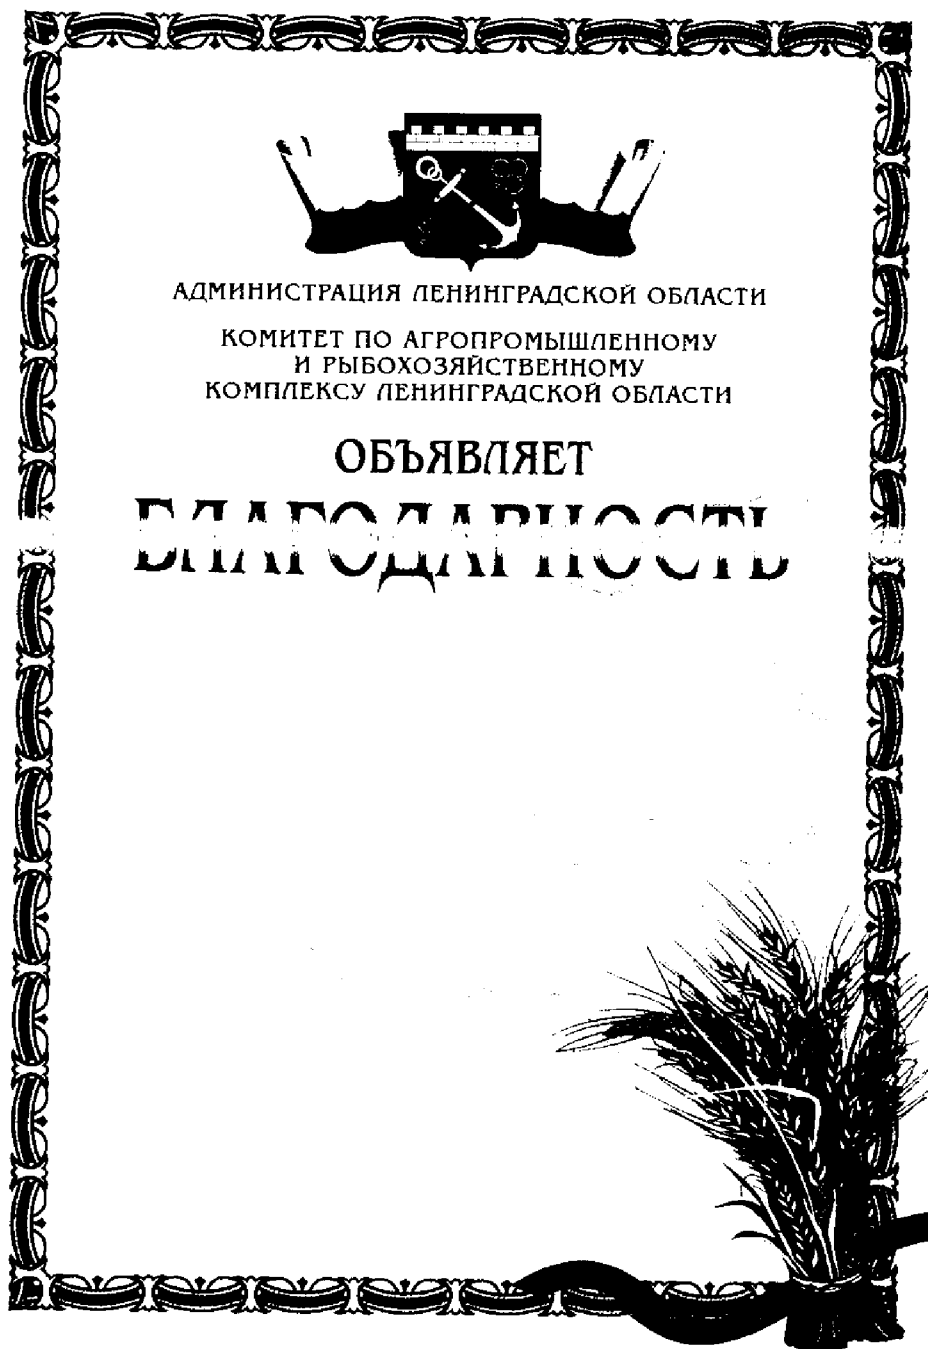 АДМИНИСТРАЦИЯ ЛЕНИНГРАДСКОЙ ОБЛАСТИ
КОМИТЕТ ПО АГРОПРОМЫШЛЕННОМУ
И РЫБОХОЗЯЙСТВЕННОМУ
КОМПЛЕКСУ ЛЕНИНГРАДСКОЙ ОБЛАСТИ
ОБЪЯВЛЯЕТ
БЛАГОДАРНОСТЬ